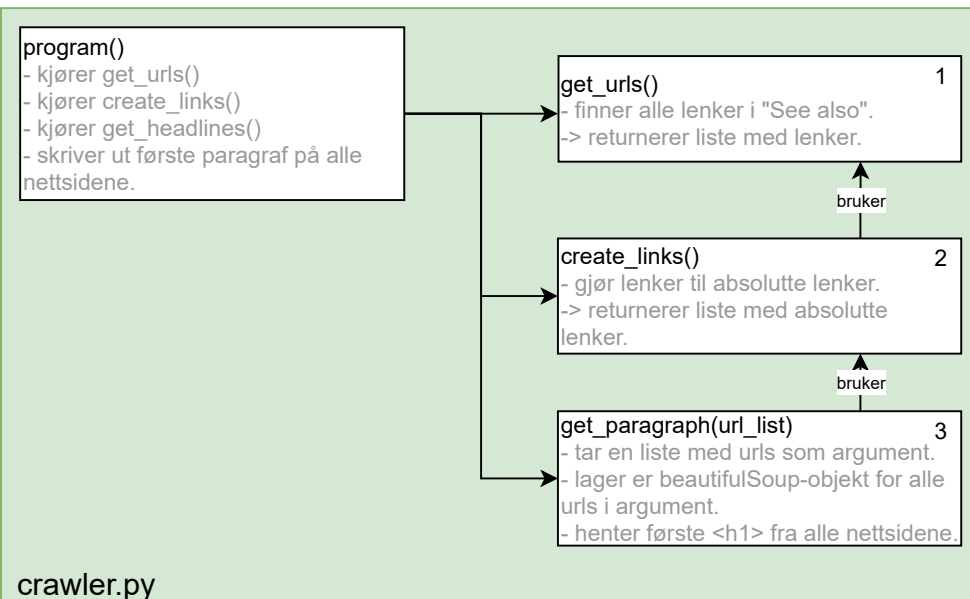 program()
- kjører get_urls()
- kjører create_links()
- kjører get_headlines()
- skriver ut første paragraf på alle
nettsidene.
get_urls() 1
- finner alle lenker i "See also".
-> returnerer liste med lenker.
bruker
create_links() 2
- gjør lenker til absolutte lenker.
-> returnerer liste med absolutte
lenker.
bruker
get_paragraph(url_list) 3
- tar en liste med urls som argument.
- lager er beautifulSoup-objekt for alle
urls i argument.
- henter første <h1> fra alle nettsidene.
crawler.py